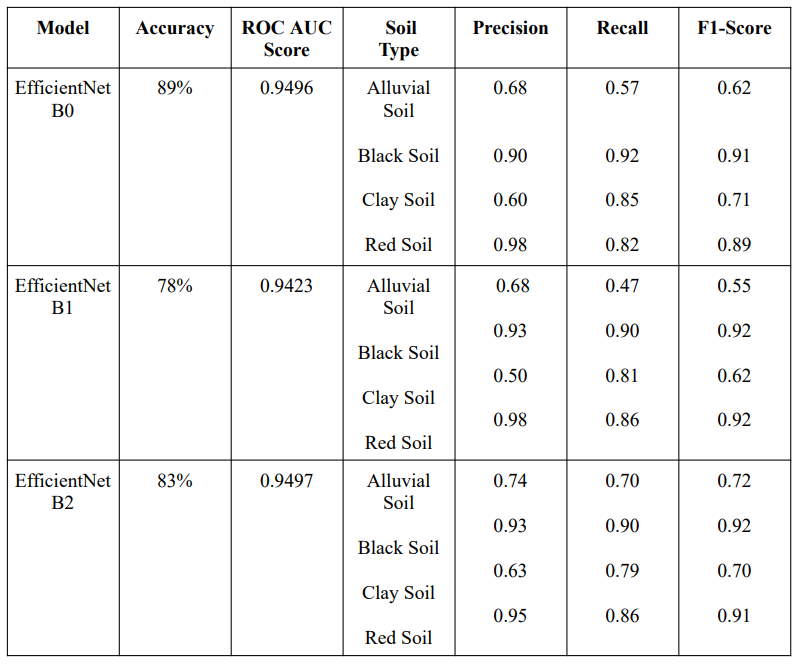 Model Accuracy ROC AUC Score Soil Type Precision Recall F1-Score
EfficientNet B0 89% 0.9496 Alluvial Soil 0.68 0.57 0.62
Black Soil 0.90 0.92 0.91
Clay Soil 0.60 0.85 0.71
Red Soil 0.98 0.82 0.89
EfficientNet B1 78% 0.9423 Alluvial Soil 0.68 0.47 0.55
Black Soil 0.93 0.90 0.92
Clay Soil 0.50 0.81 0.62
Red Soil 0.98 0.86 0.92
EfficientNet B2 83% 0.9497 Alluvial Soil 0.74 0.70 0.72
Black Soil 0.93 0.90 0.92
Clay Soil 0.63 0.79 0.70
Red Soil 0.95 0.86 0.91